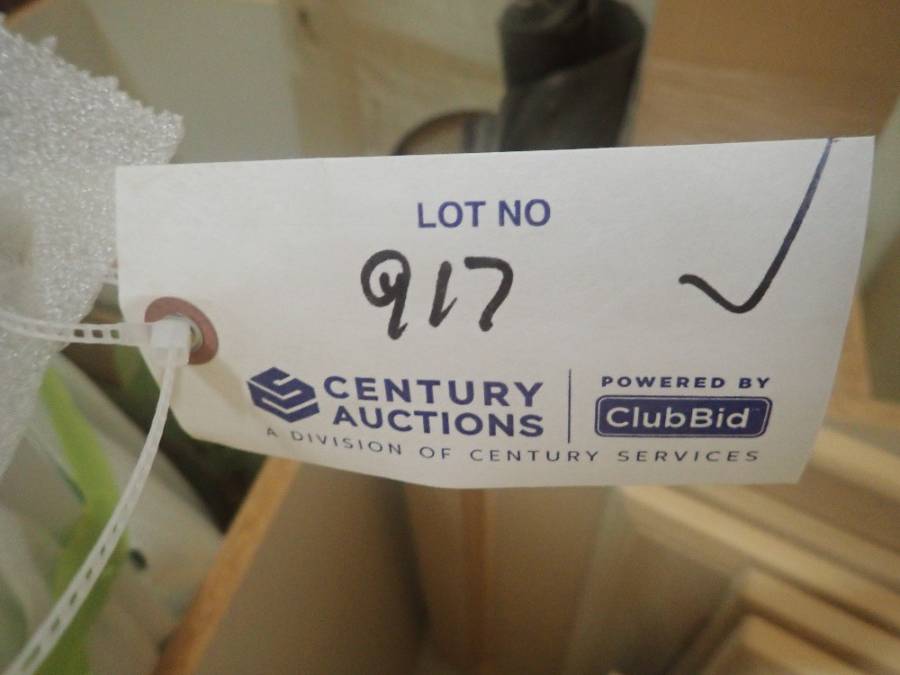 LOT NO
917
CENTURY
AUCTIONS
A DIVISION OF CENTURY SERVICES
POWERED BY
ClubBid